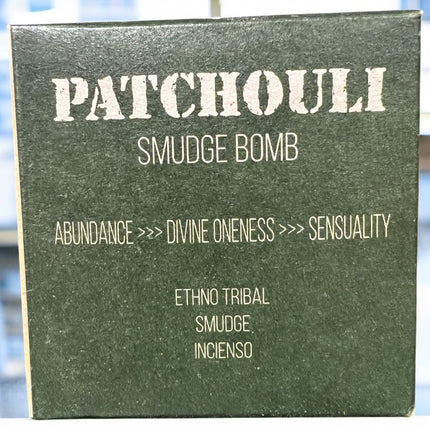 PATCHOULI
SMUDGE BOMB
ABUNDANCE >>> DIVINE ONENESS >>> SENSUALITY
ETHNO TRIBAL
SMUDGE
INCIENSO